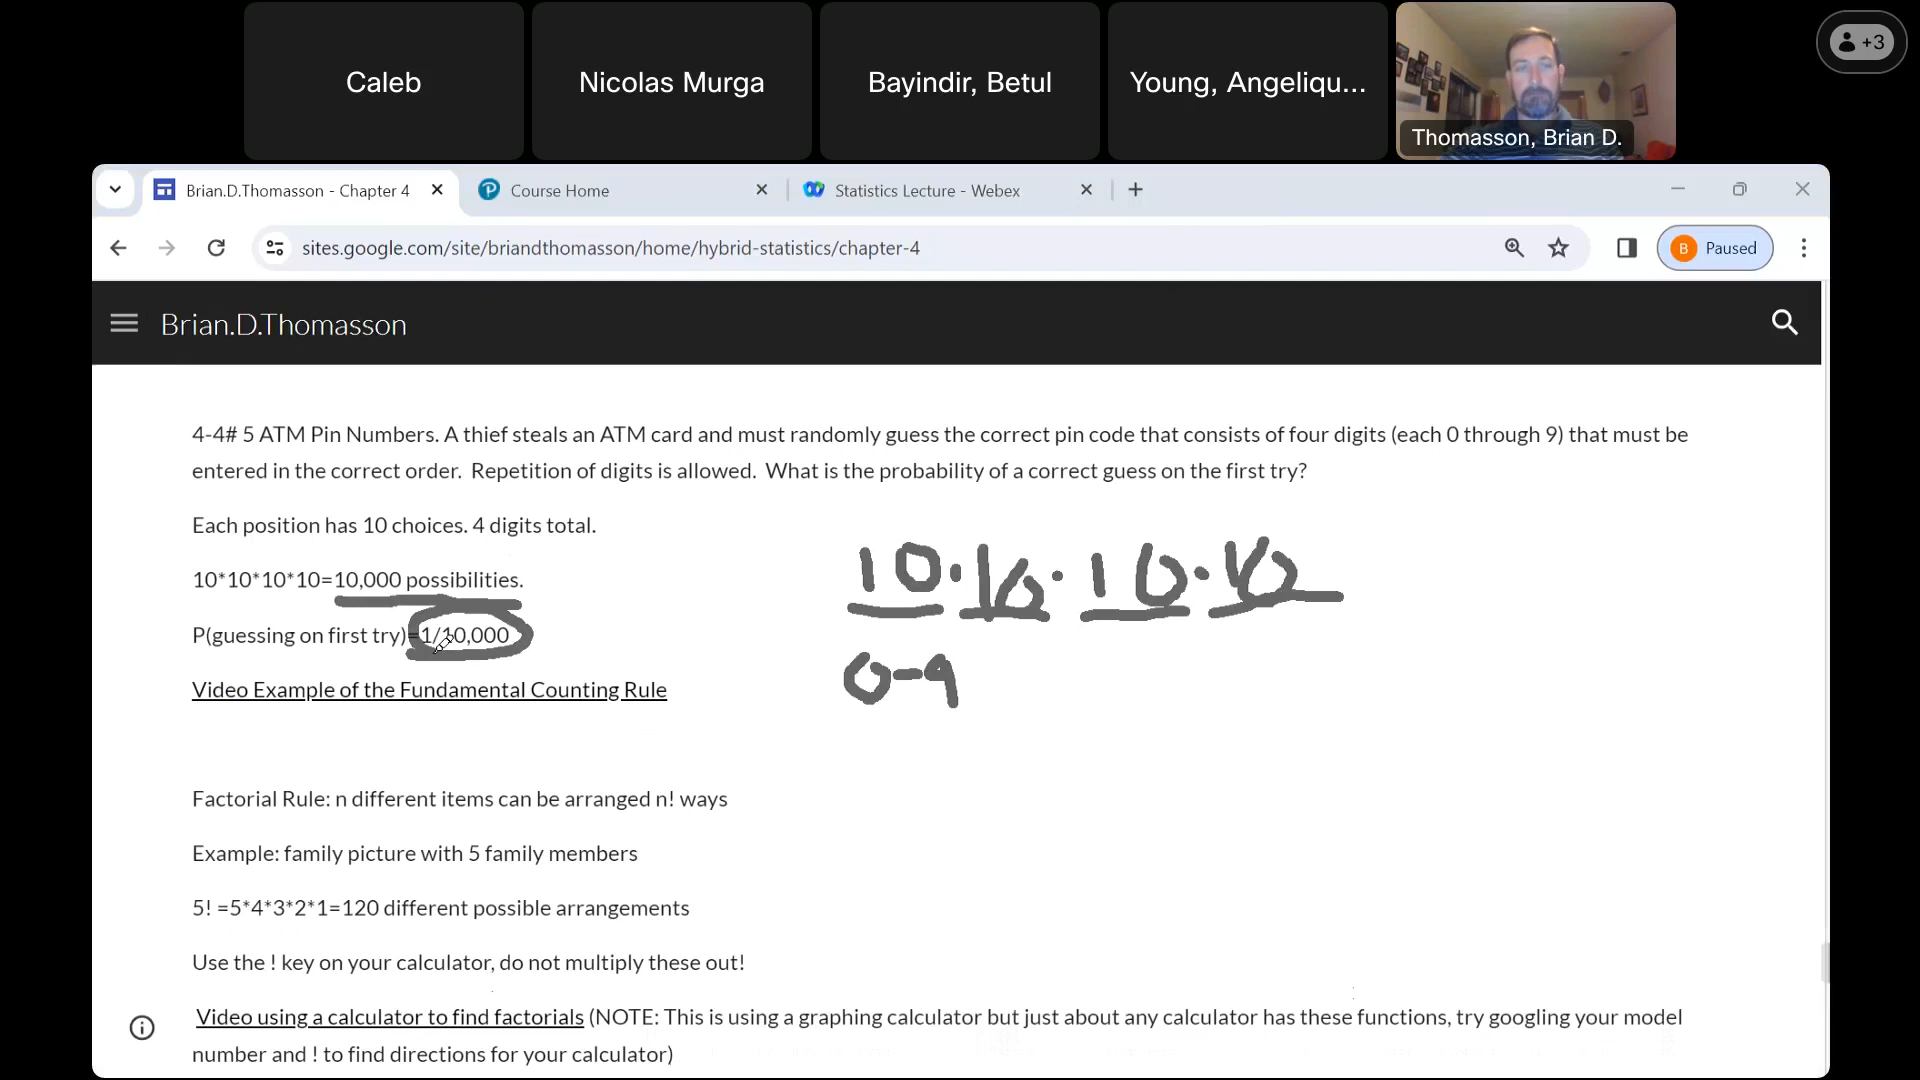 Caleb
Nicolas Murga
Bayindir, Betul
Young, Angeliqu...
Thomasson, Brian D.
+3
Brian.D.Thomasson - Chapter 4
Course Home
Statistics Lecture - Webex
sites.google.com/site/briandthomasson/home/hybrid-statistics/chapter-4
B Paused
Brian.D.Thomasson
4-4# 5 ATM Pin Numbers. A thief steals an ATM card and must randomly guess the correct pin code that consists of four digits (each 0 through 9) that must be
entered in the correct order.  Repetition of digits is allowed.  What is the probability of a correct guess on the first try?
Each position has 10 choices. 4 digits total.
10*10*10*10=10,000 possibilities.
10·10·10·10
P(guessing on first try)=1/10,000
0-9
Video Example of the Fundamental Counting Rule
Factorial Rule: n different items can be arranged n! ways
Example: family picture with 5 family members
5! =5*4*3*2*1=120 different possible arrangements
Use the ! key on your calculator, do not multiply these out!
Video using a calculator to find factorials (NOTE: This is using a graphing calculator but just about any calculator has these functions, try googling your model
number and ! to find directions for your calculator)